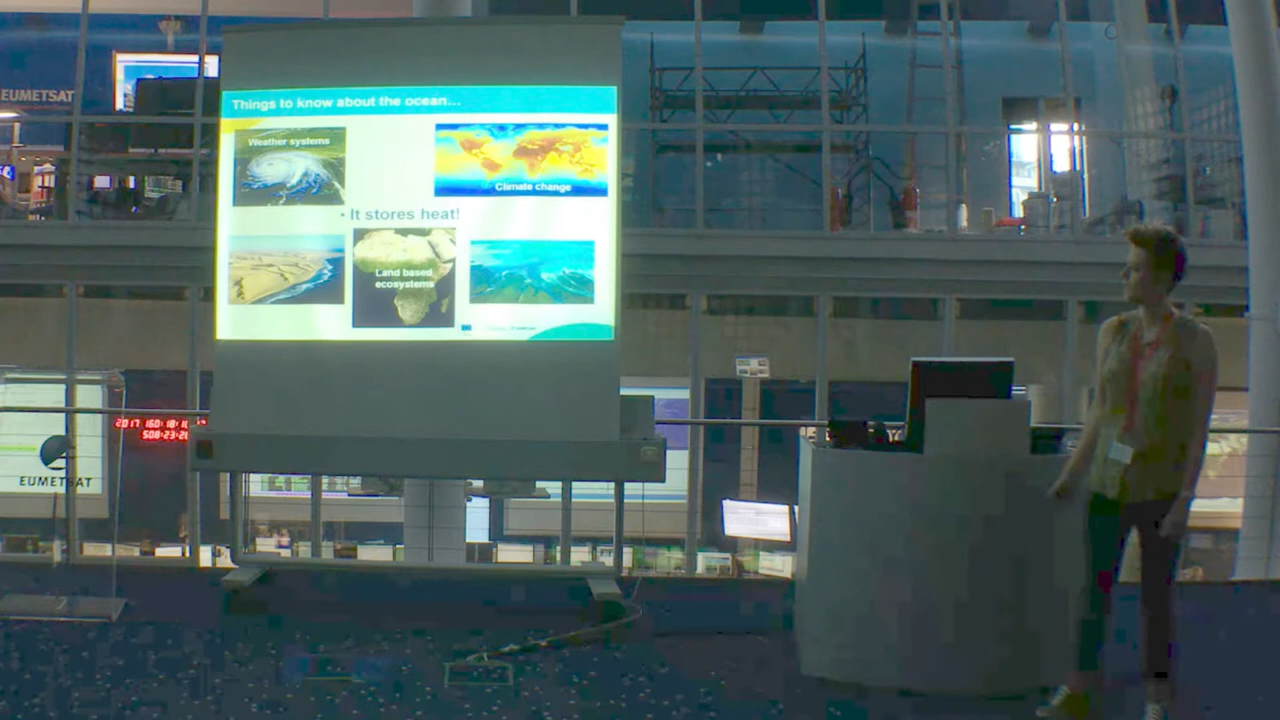 EUMETSAT
Things to know about the ocean...
Weather systems
Climate change
• It stores heat!
Land based
ecosystems
EUMETSAT